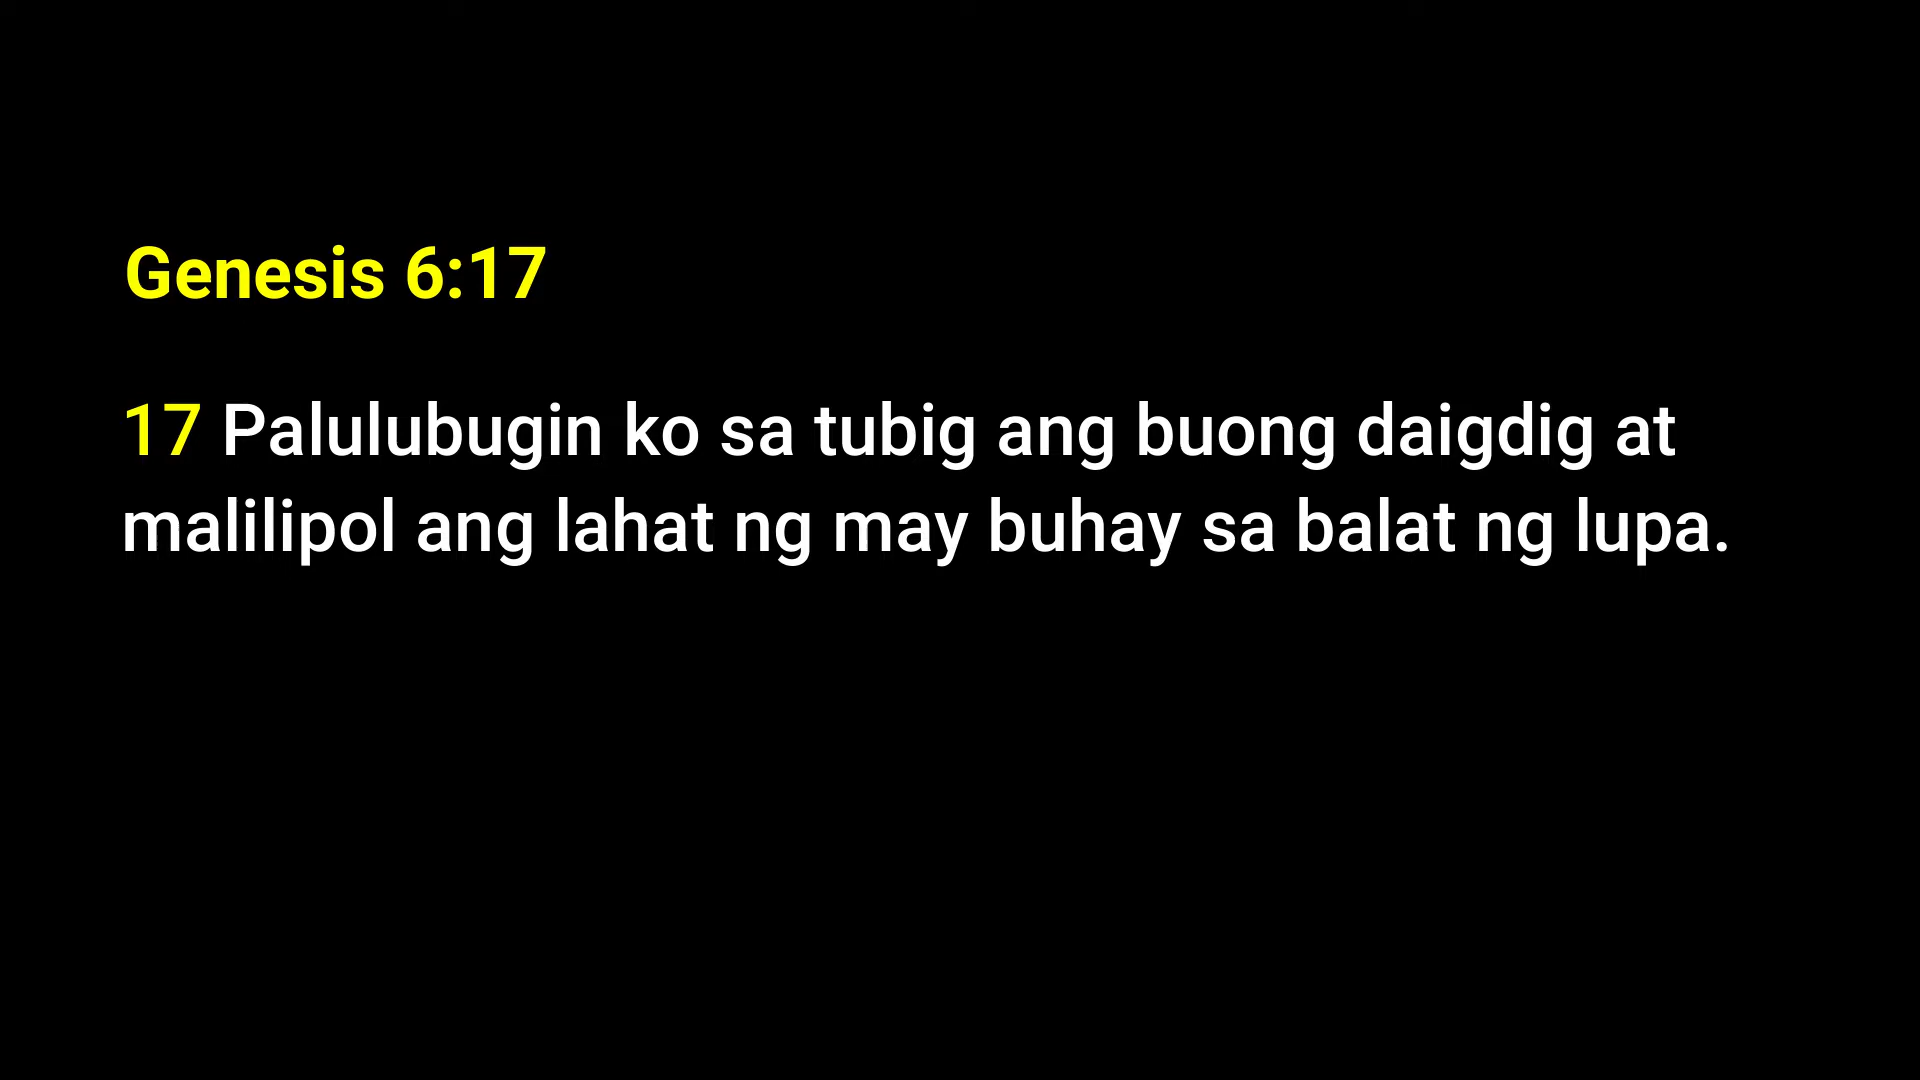 Genesis 6:17
17 Palulubugin ko sa tubig ang buong daigdig at
malilipol ang lahat ng may buhay sa balat ng lupa.